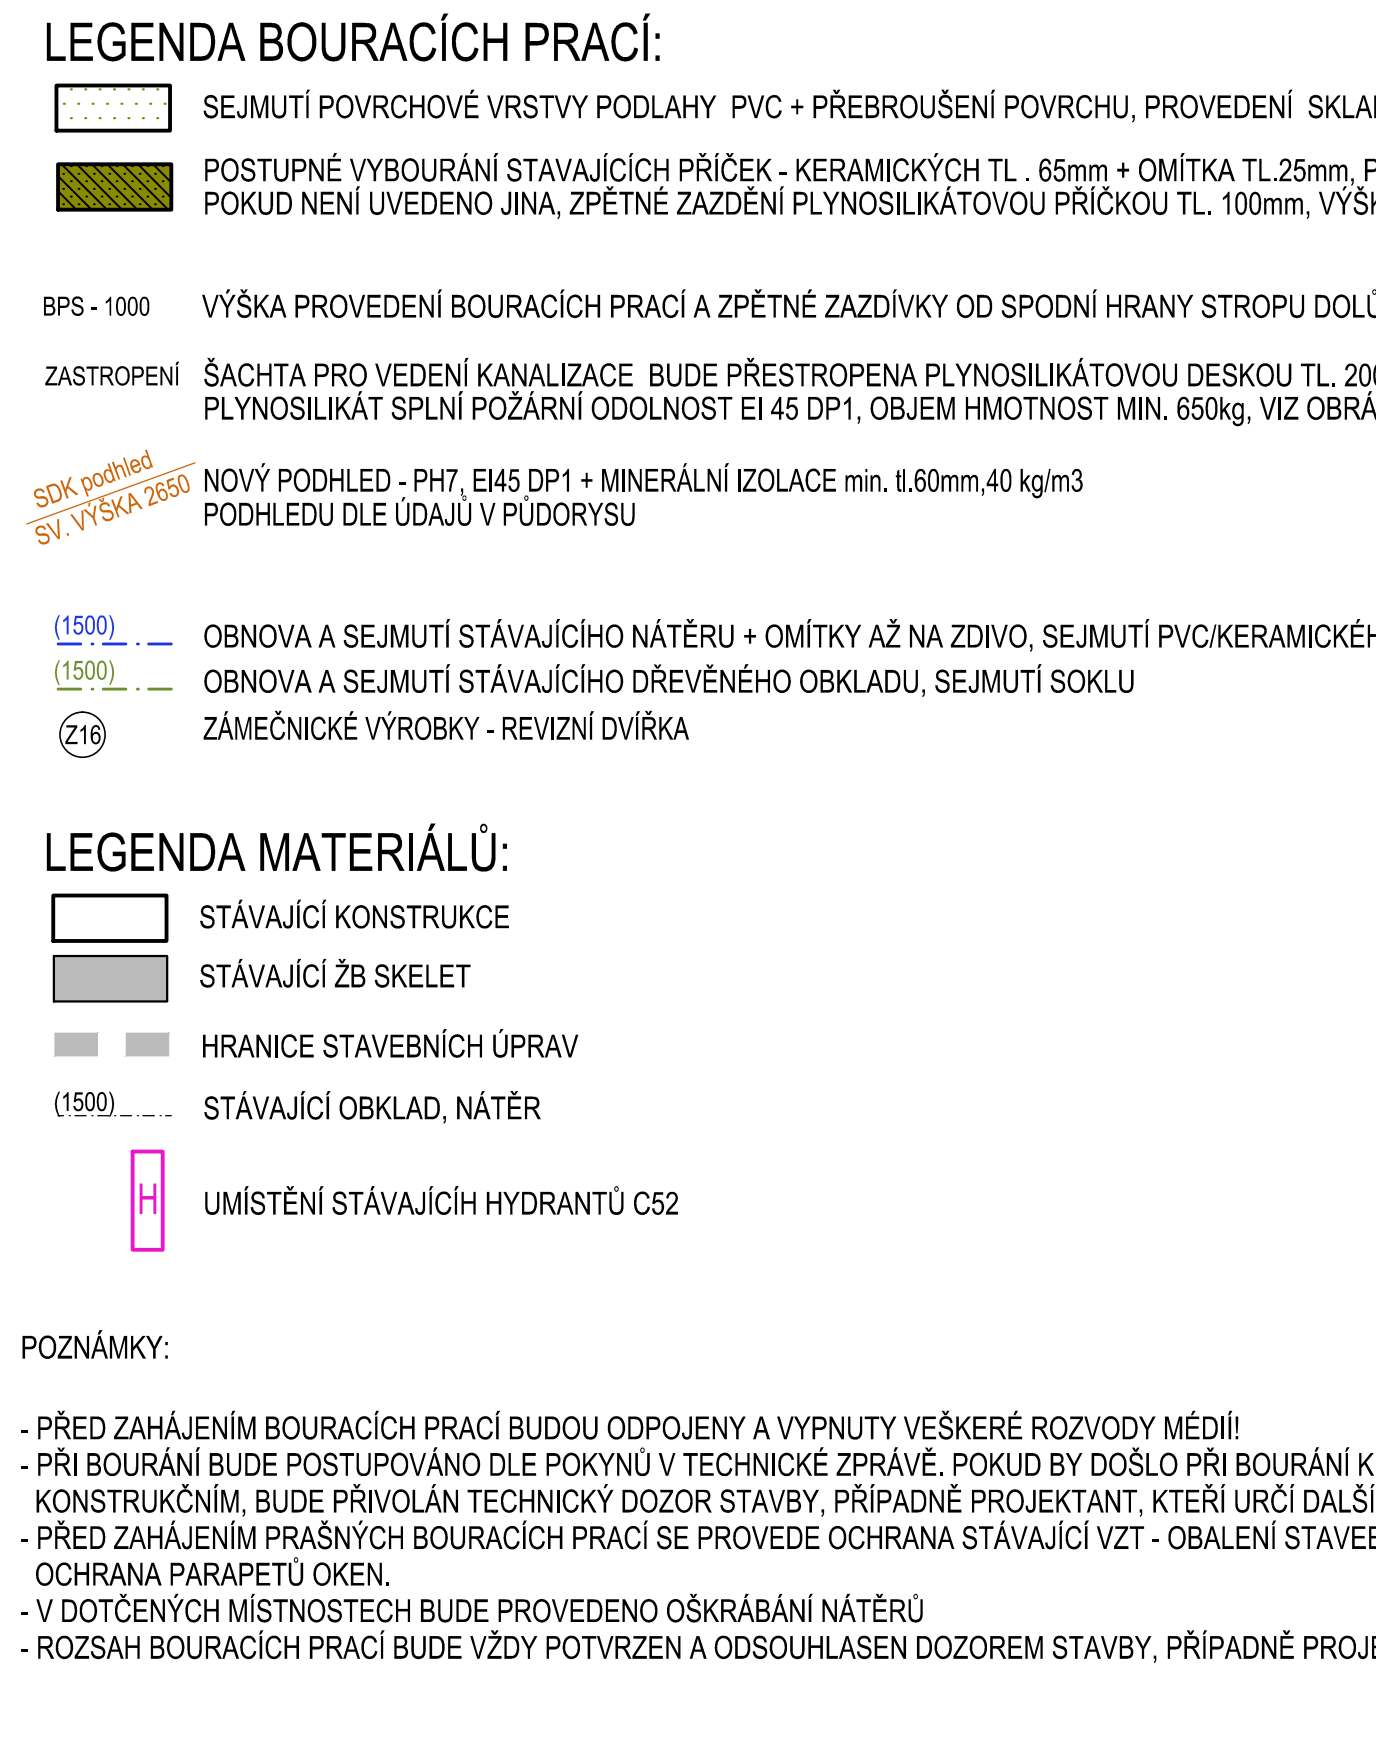 LEGENDA BOURACÍCH PRACÍ:
SEJMUTÍ POVRCHOVÉ VRSTVY PODLAHY PVC + PŘEBROUŠENÍ POVRCHU, PROVEDENÍ
POSTUPNÉ VYBOURÁNÍ STAVAJÍCÍCH PŘÍČEK - KERAMICKÝCH TL . 65mm + OMÍTKA TL.25mm,
POKUD NENÍ UVEDENO JINA, ZPĚTNÉ ZAZDĚNÍ PLYNOSILIKÁTOVOU PŘÍČKOU TL. 100mm,
BPS - 1000 VÝŠKA PROVEDENÍ BOURACÍCH PRACÍ A ZPĚTNÉ ZAZDÍVKY OD SPODNÍ HRANY STROPU DOLŮ
ZASTROPENÍ ŠACHTA PRO VEDENÍ KANALIZACE BUDE PŘESTROPENA PLYNOSILIKÁTOVOU DESKOU TL.
PLYNOSILIKÁT SPLNÍ POŽÁRNÍ ODOLNOST EI 45 DP1, OBJEM HMOTNOST MIN. 650kg, VIZ
SDK podhled
SV. VÝŠKA 2650
NOVÝ PODHLED - PH7, EI45 DP1 + MINERÁLNÍ IZOLACE min. tl.60mm,40 kg/m3
PODHLEDU DLE ÚDAJŮ V PŮDORYSU
(1500) OBNOVA A SEJMUTÍ STÁVAJÍCÍHO NÁTĚRU + OMÍTKY AŽ NA ZDIVO, SEJMUTÍ
(1500) OBNOVA A SEJMUTÍ STÁVAJÍCÍHO DŘEVĚNÉHO OBKLADU, SEJMUTÍ SOKLU
Z16 ZÁMEČNICKÉ VÝROBKY - REVIZNÍ DVÍŘKA
LEGENDA MATERIÁLŮ:
STÁVAJÍCÍ KONSTRUKCE
STÁVAJÍCÍ ŽB SKELET
HRANICE STAVEBNÍCH ÚPRAV
(1500) STÁVAJÍCÍ OBKLAD, NÁTĚR
H UMÍSTĚNÍ STÁVAJÍCÍH HYDRANTŮ C52
POZNÁMKY:
- PŘED ZAHÁJENÍM BOURACÍCH PRACÍ BUDOU ODPOJENY A VYPNUTY VEŠKERÉ ROZVODY MÉDIÍ!
- PŘI BOURÁNÍ BUDE POSTUPOVÁNO DLE POKYNŮ V TECHNICKÉ ZPRÁVĚ. POKUD BY DOŠLO PŘI BOURÁNÍ K
KONSTRUKČNÍM, BUDE PŘIVOLÁN TECHNICKÝ DOZOR STAVBY, PŘÍPADNĚ PROJEKTANT, KTEŘÍ URČÍ DALŠÍ
- PŘED ZAHÁJENÍM PRAŠNÝCH BOURACÍCH PRACÍ SE PROVEDE OCHRANA STÁVAJÍCÍ VZT - OBALENÍ
OCHRANA PARAPETŮ OKEN.
- V DOTČENÝCH MÍSTNOSTECH BUDE PROVEDENO OŠKRÁBÁNÍ NÁTĚRŮ
- ROZSAH BOURACÍCH PRACÍ BUDE VŽDY POTVRZEN A ODSOUHLASEN DOZOREM STAVBY, PŘÍPADNĚ